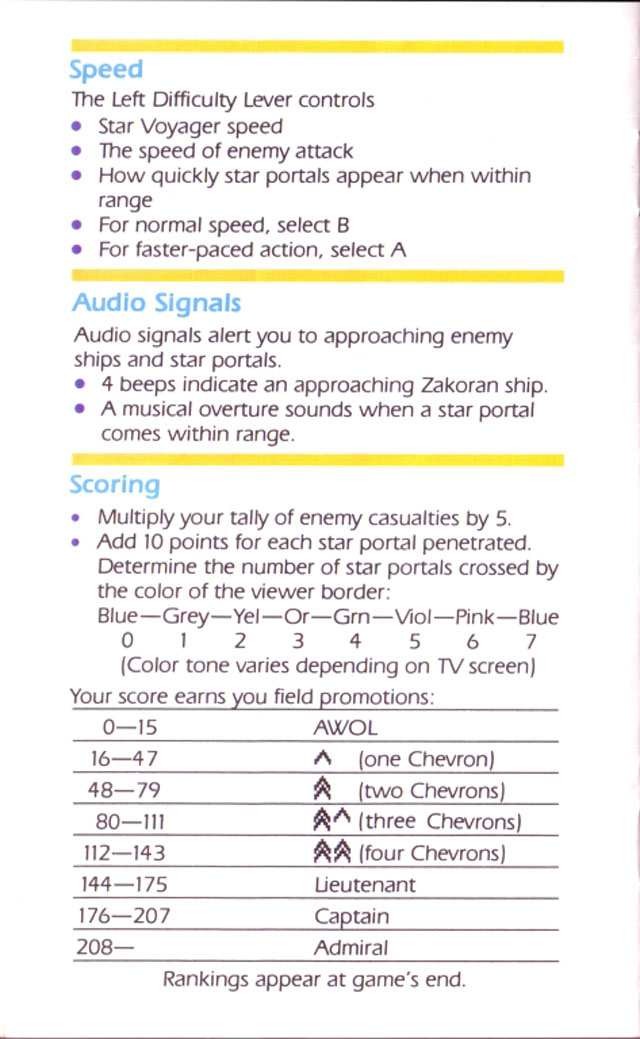 Speed
The Left Difficulty Lever controls
• Star Voyager speed
• The speed of enemy attack
• How quickly star portals appear when within
range
• For normal speed, select B
• For faster-paced action, select A
Audio Signals
Audio signals alert you to approaching enemy
ships and star portals.
• 4 beeps indicate an approaching Zakoran ship.
• A musical overture sounds when a star portal
comes within range.
Scoring
• Multiply your tally of enemy casualties by 5.
• Add 10 points for each star portal penetrated.
Determine the number of star portals crossed by
the color of the viewer border:
Blue—Grey—Yel—Or—Grn—Viol—Pink—Blue
0 1 2 3 4 5 6 7
(Color tone varies depending on TV screen)
Your score earns you field promotions:
0—15 AWOL
16—47 (one Chevron)
48—79 (two Chevrons)
80—111 (three Chevrons)
112—143 (four Chevrons)
144—175 Lieutenant
176—207 Captain
208— Admiral
Rankings appear at game's end.